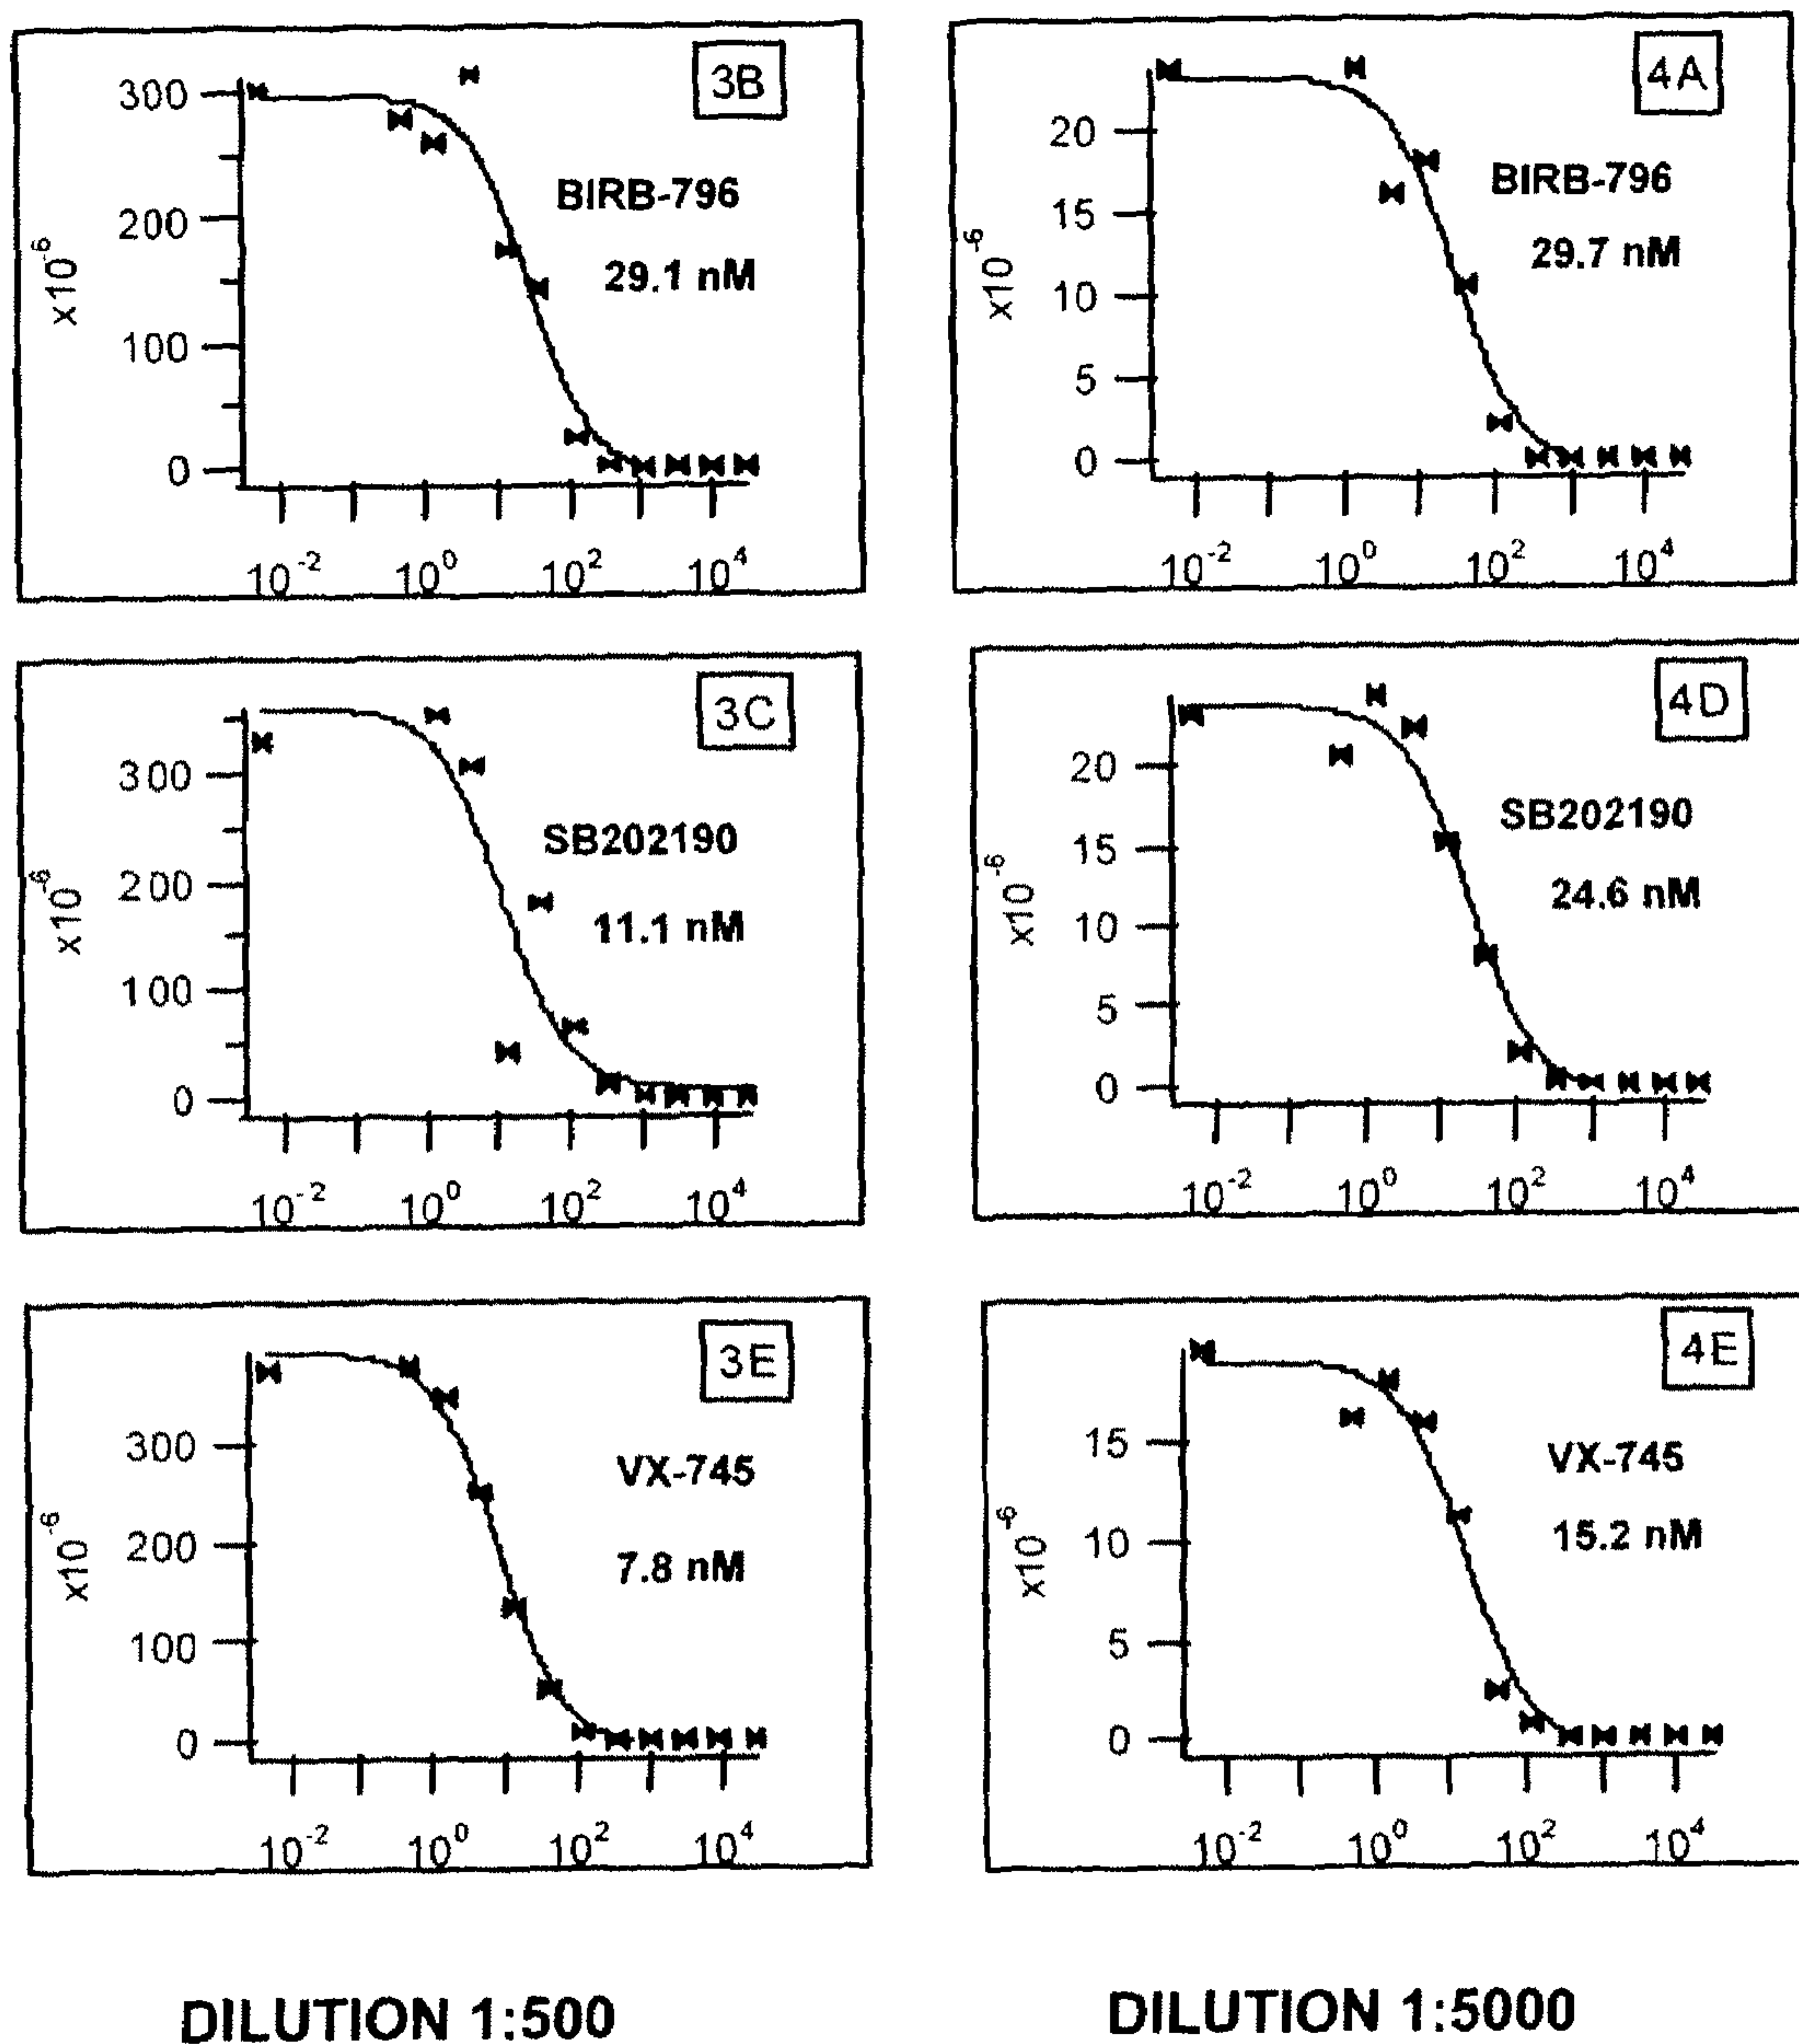 3B
300
200
100
0
x10⁻⁶
BIRB-796
29.1 nM
10⁻² 10⁰ 10² 10⁴
4A
20
15
10
5
0
x10⁻⁶
BIRB-796
29.7 nM
10⁻² 10⁰ 10² 10⁴
3C
300
200
100
0
x10⁻⁶
SB202190
11.1 nM
10⁻² 10⁰ 10² 10⁴
4D
20
15
10
5
0
x10⁻⁶
SB202190
24.6 nM
10⁻² 10⁰ 10² 10⁴
3E
300
200
100
0
x10⁻⁶
VX-745
7.8 nM
10⁻² 10⁰ 10² 10⁴
4E
15
10
5
0
x10⁻⁶
VX-745
15.2 nM
10⁻² 10⁰ 10² 10⁴
DILUTION 1:500
DILUTION 1:5000